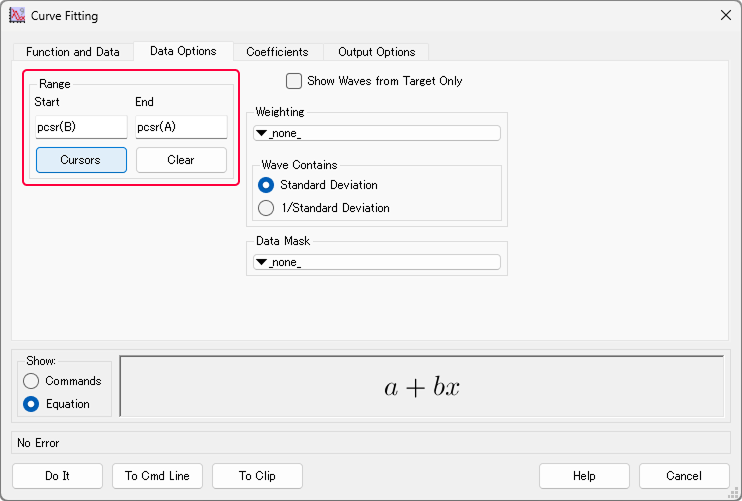 Curve Fitting
Function and Data
Data Options
Coefficients
Output Options
Range
Start
End
pcsr(B)
pcsr(A)
Cursors
Clear
Show Waves from Target Only
Weighting
_none_
Wave Contains
Standard Deviation
1/Standard Deviation
Data Mask
_none_
Show:
Commands
Equation
a + bx
No Error
Do It
To Cmd Line
To Clip
Help
Cancel